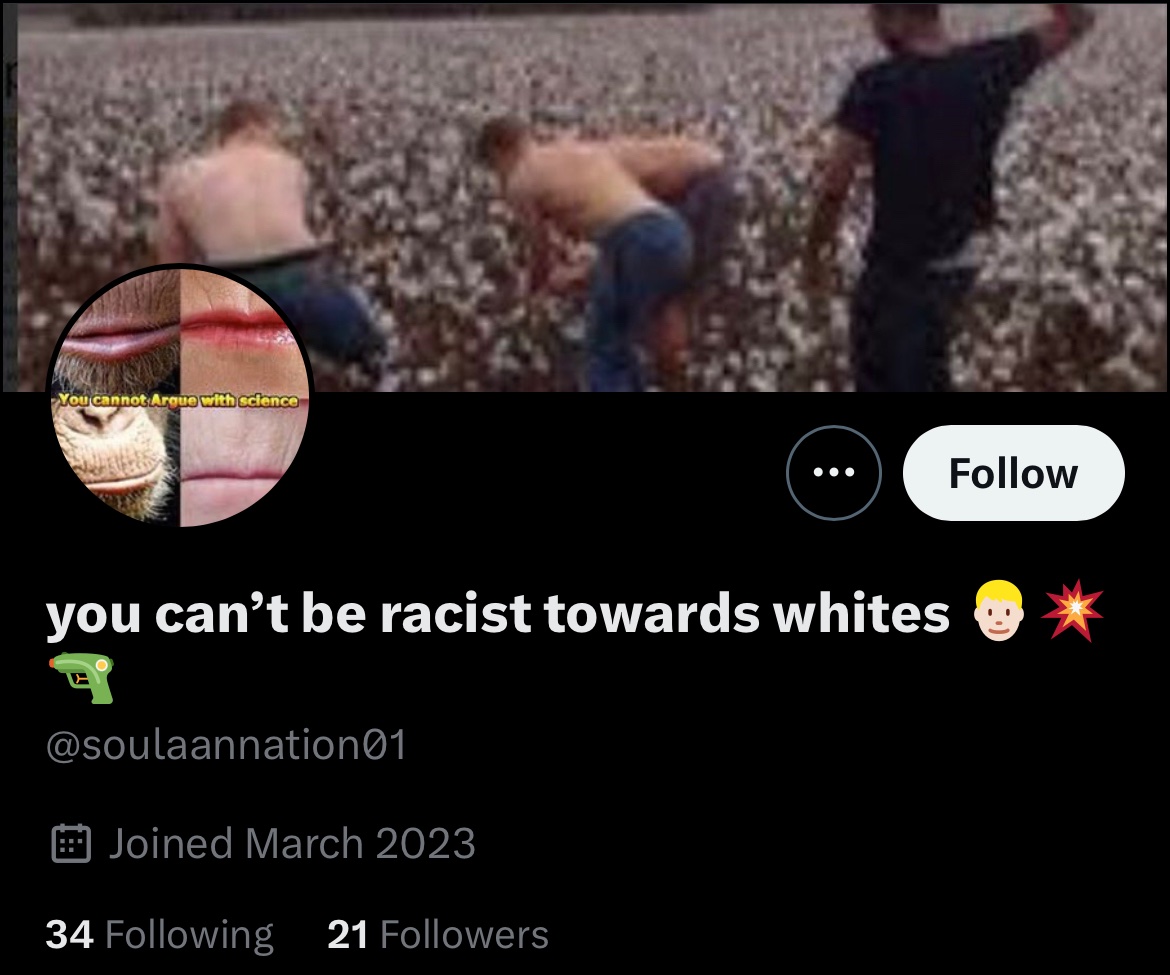 You cannot Argue with science
Follow
you can’t be racist towards whites 👱🏻‍♂️ 💥
🔫
@soulaannation01
Joined March 2023
34 Following 21 Followers